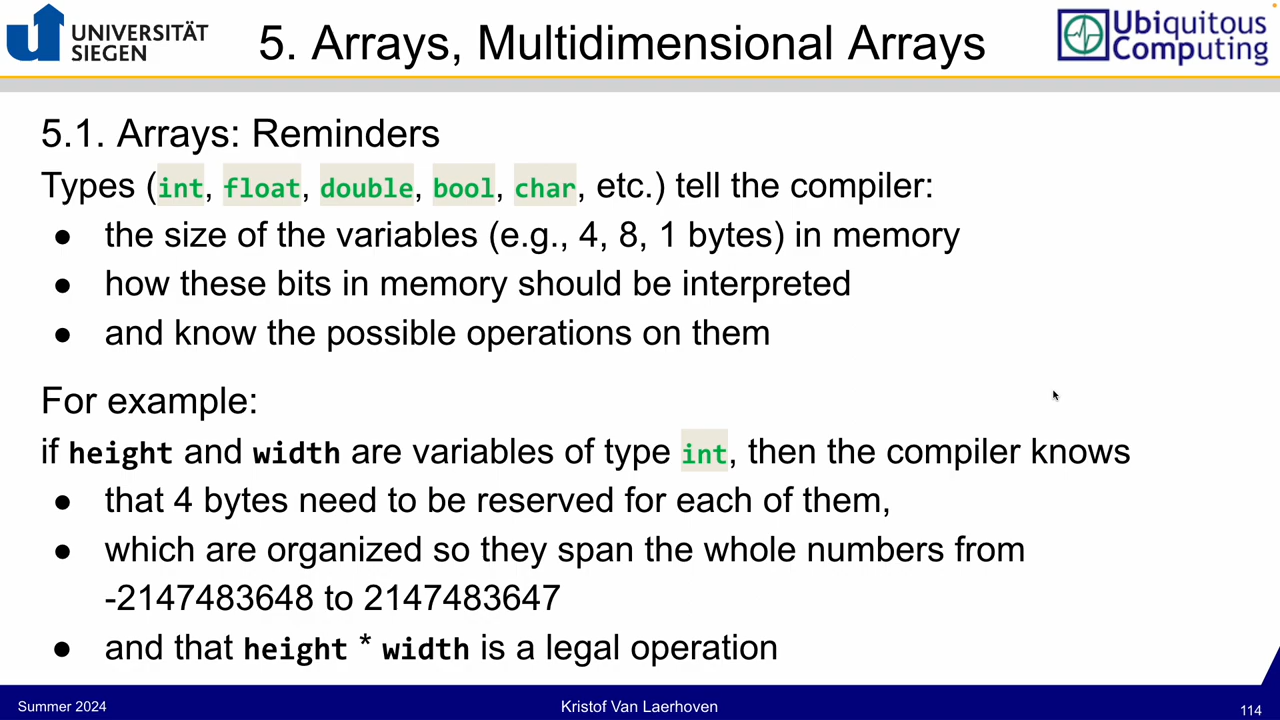 UNIVERSITÄT
SIEGEN
5. Arrays, Multidimensional Arrays
Ubiquitous
Computing
5.1. Arrays: Reminders
Types (int, float, double, bool, char, etc.) tell the compiler:
● the size of the variables (e.g., 4, 8, 1 bytes) in memory
● how these bits in memory should be interpreted
● and know the possible operations on them
For example:
if height and width are variables of type int, then the compiler knows
● that 4 bytes need to be reserved for each of them,
● which are organized so they span the whole numbers from
-2147483648 to 2147483647
● and that height * width is a legal operation
Summer 2024
Kristof Van Laerhoven
114